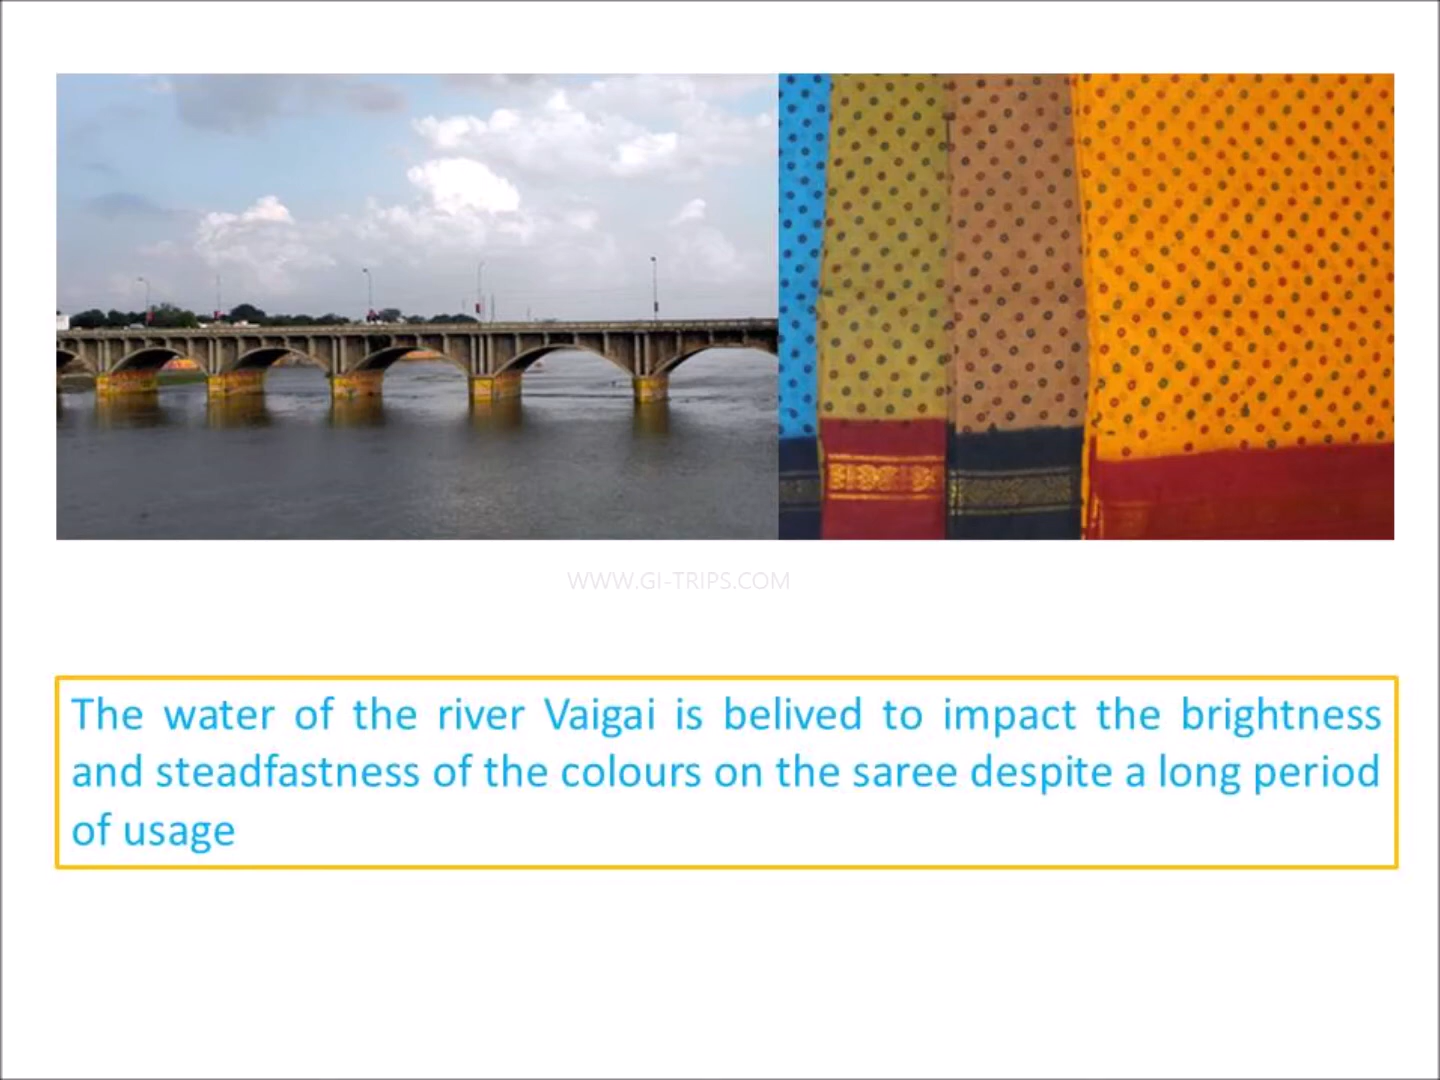 WWW.GI-TRIPS.COM
The water of the river Vaigai is belived to impact the brightness
and steadfastness of the colours on the saree despite a long period
of usage